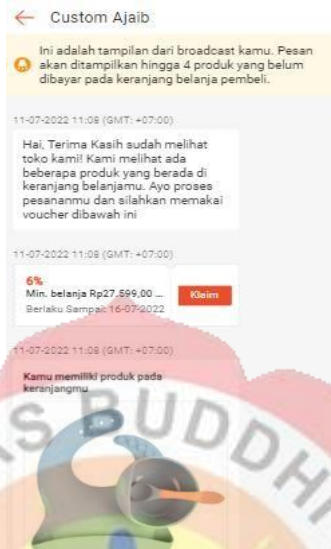 Custom Ajaib
Ini adalah tampilan dari broadcast kamu. Pesan
akan ditampilkan hingga 4 produk yang belum
dibayar pada keranjang belanja pembeli.
11-07-2022 11:08 (GMT: +07:00)
Hai, Terima Kasih sudah melihat
toko kami! Kami melihat ada
beberapa produk yang berada di
keranjang belanjamu. Ayo proses
pesananmu dan silahkan memakai
voucher dibawah ini
11-07-2022 11:08 (GMT: +07:00)
6%
Min. belanja Rp27.599,00 ...
Klaim
Berlaku Sampai: 16-07-2022
11-07-2022 11:08 (GMT: +07:00)
Kamu memiliki produk pada
keranjangmu
AS BUDDH